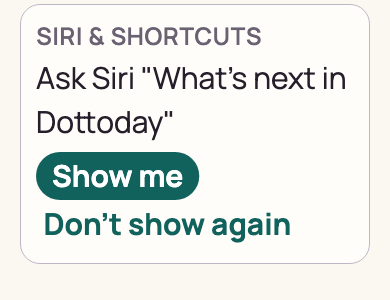 SIRI & SHORTCUTS
Ask Siri "What's next in
Dottoday"
Show me
Don't show again